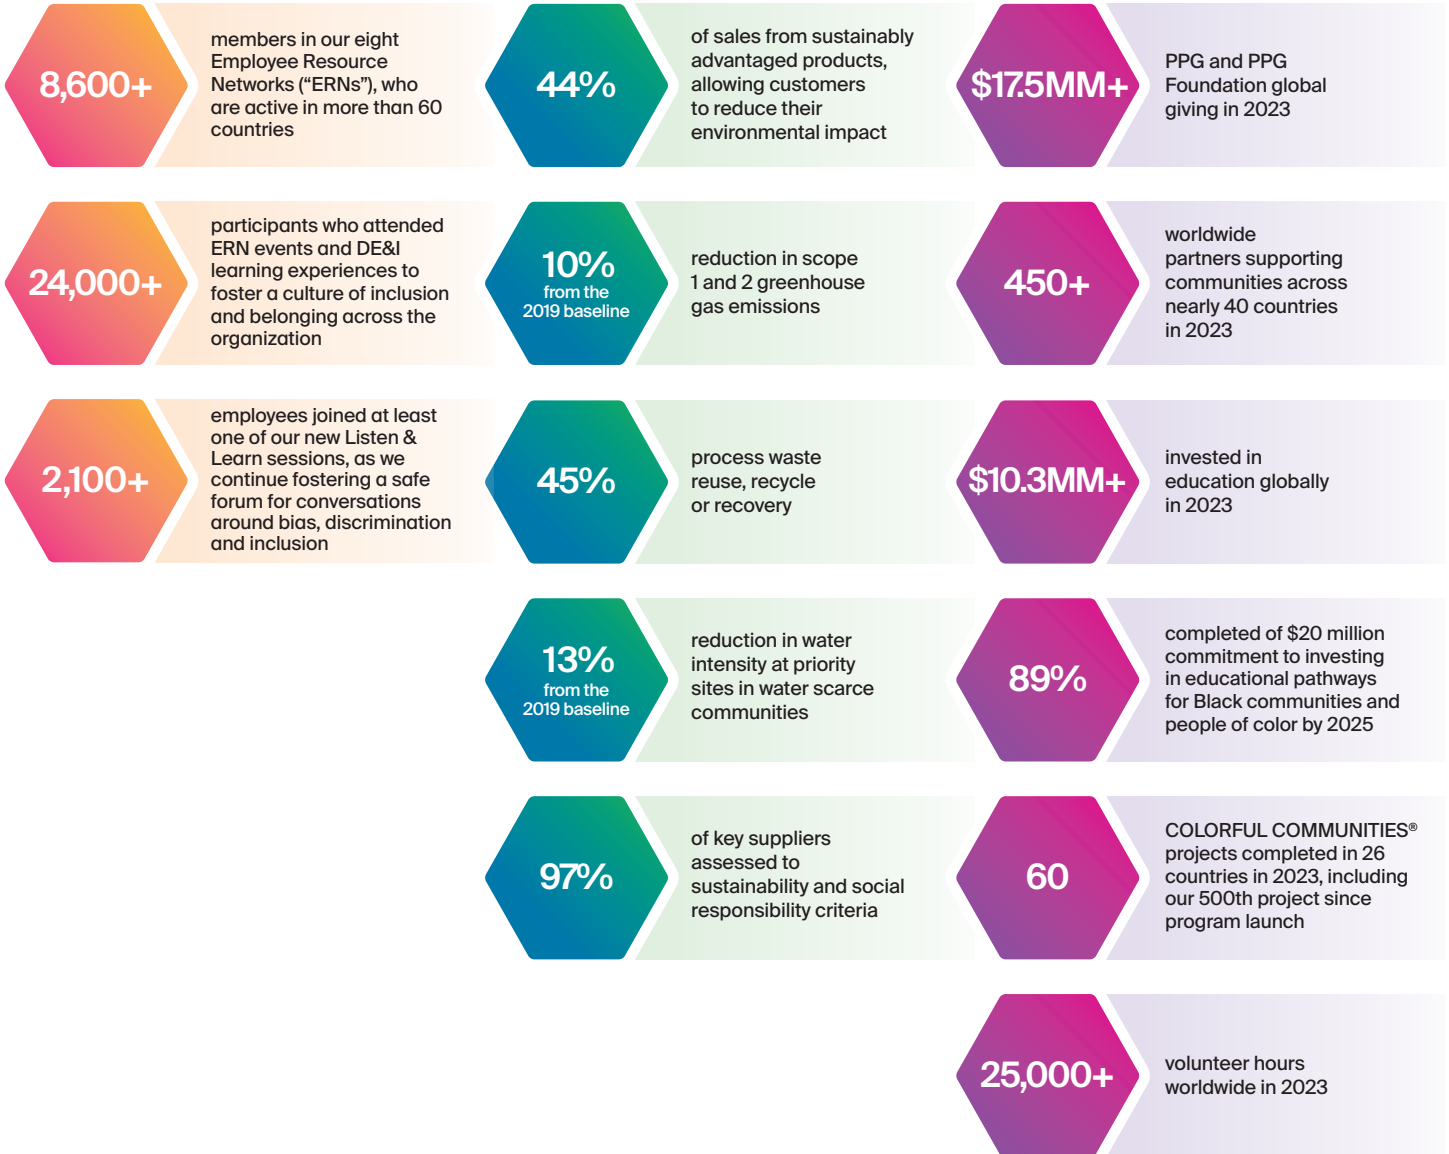 8,600+
members in our eight
Employee Resource
Networks (“ERNs”), who
are active in more than 60
countries
24,000+
participants who attended
ERN events and DE&I
learning experiences to
foster a culture of inclusion
and belonging across the
organization
2,100+
employees joined at least
one of our new Listen &
Learn sessions, as we
continue fostering a safe
forum for conversations
around bias, discrimination
and inclusion
44%
of sales from sustainably
advantaged products,
allowing customers
to reduce their
environmental impact
10%
from the
2019 baseline
reduction in scope
1 and 2 greenhouse
gas emissions
45%
process waste
reuse, recycle
or recovery
13%
from the
2019 baseline
reduction in water
intensity at priority
sites in water scarce
communities
97%
of key suppliers
assessed to
sustainability and social
responsibility criteria
$17.5MM+
PPG and PPG
Foundation global
giving in 2023
450+
worldwide
partners supporting
communities across
nearly 40 countries
in 2023
$10.3MM+
invested in
education globally
in 2023
89%
completed of $20 million
commitment to investing
in educational pathways
for Black communities and
people of color by 2025
60
COLORFUL COMMUNITIES®
projects completed in 26
countries in 2023, including
our 500th project since
program launch
25,000+
volunteer hours
worldwide in 2023